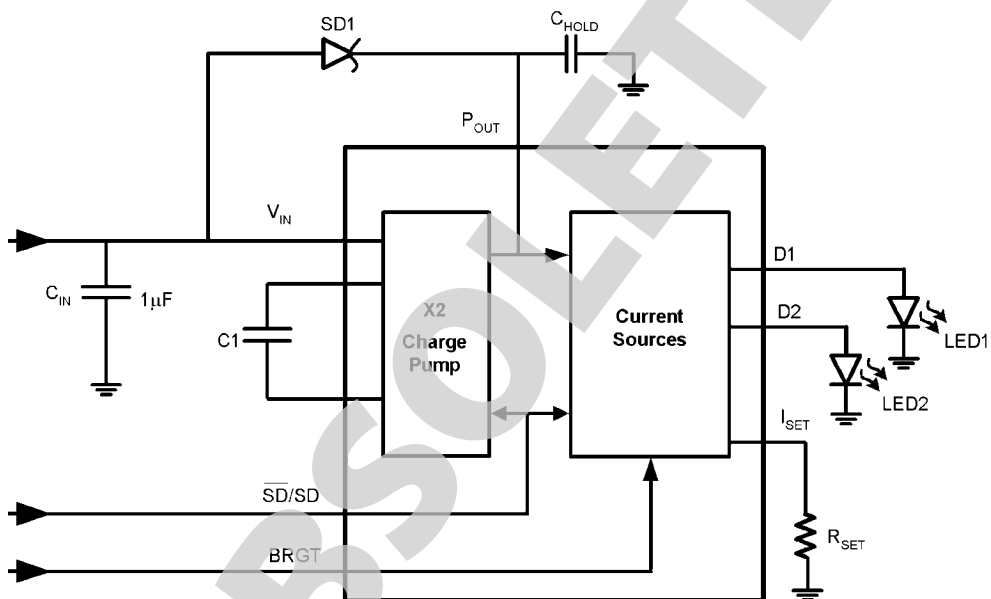 SD1
CHOLD
POUT
VIN
CIN
1µF
C1
X2
Charge
Pump
Current
Sources
D1
D2
LED1
LED2
ISET
RSET
SD/SD
BRGT
OBSOLETE